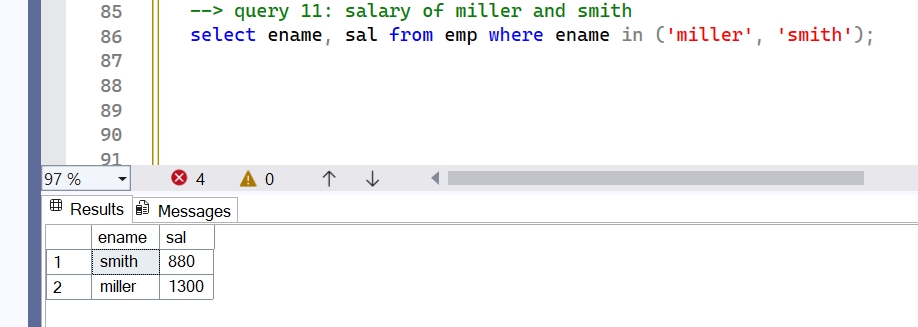 85 --> query 11: salary of miller and smith
86 select ename, sal from emp where ename in ('miller', 'smith');
87
88
89
90
91
97 % 4 0
Results Messages
ename sal
1 smith 880
2 miller 1300